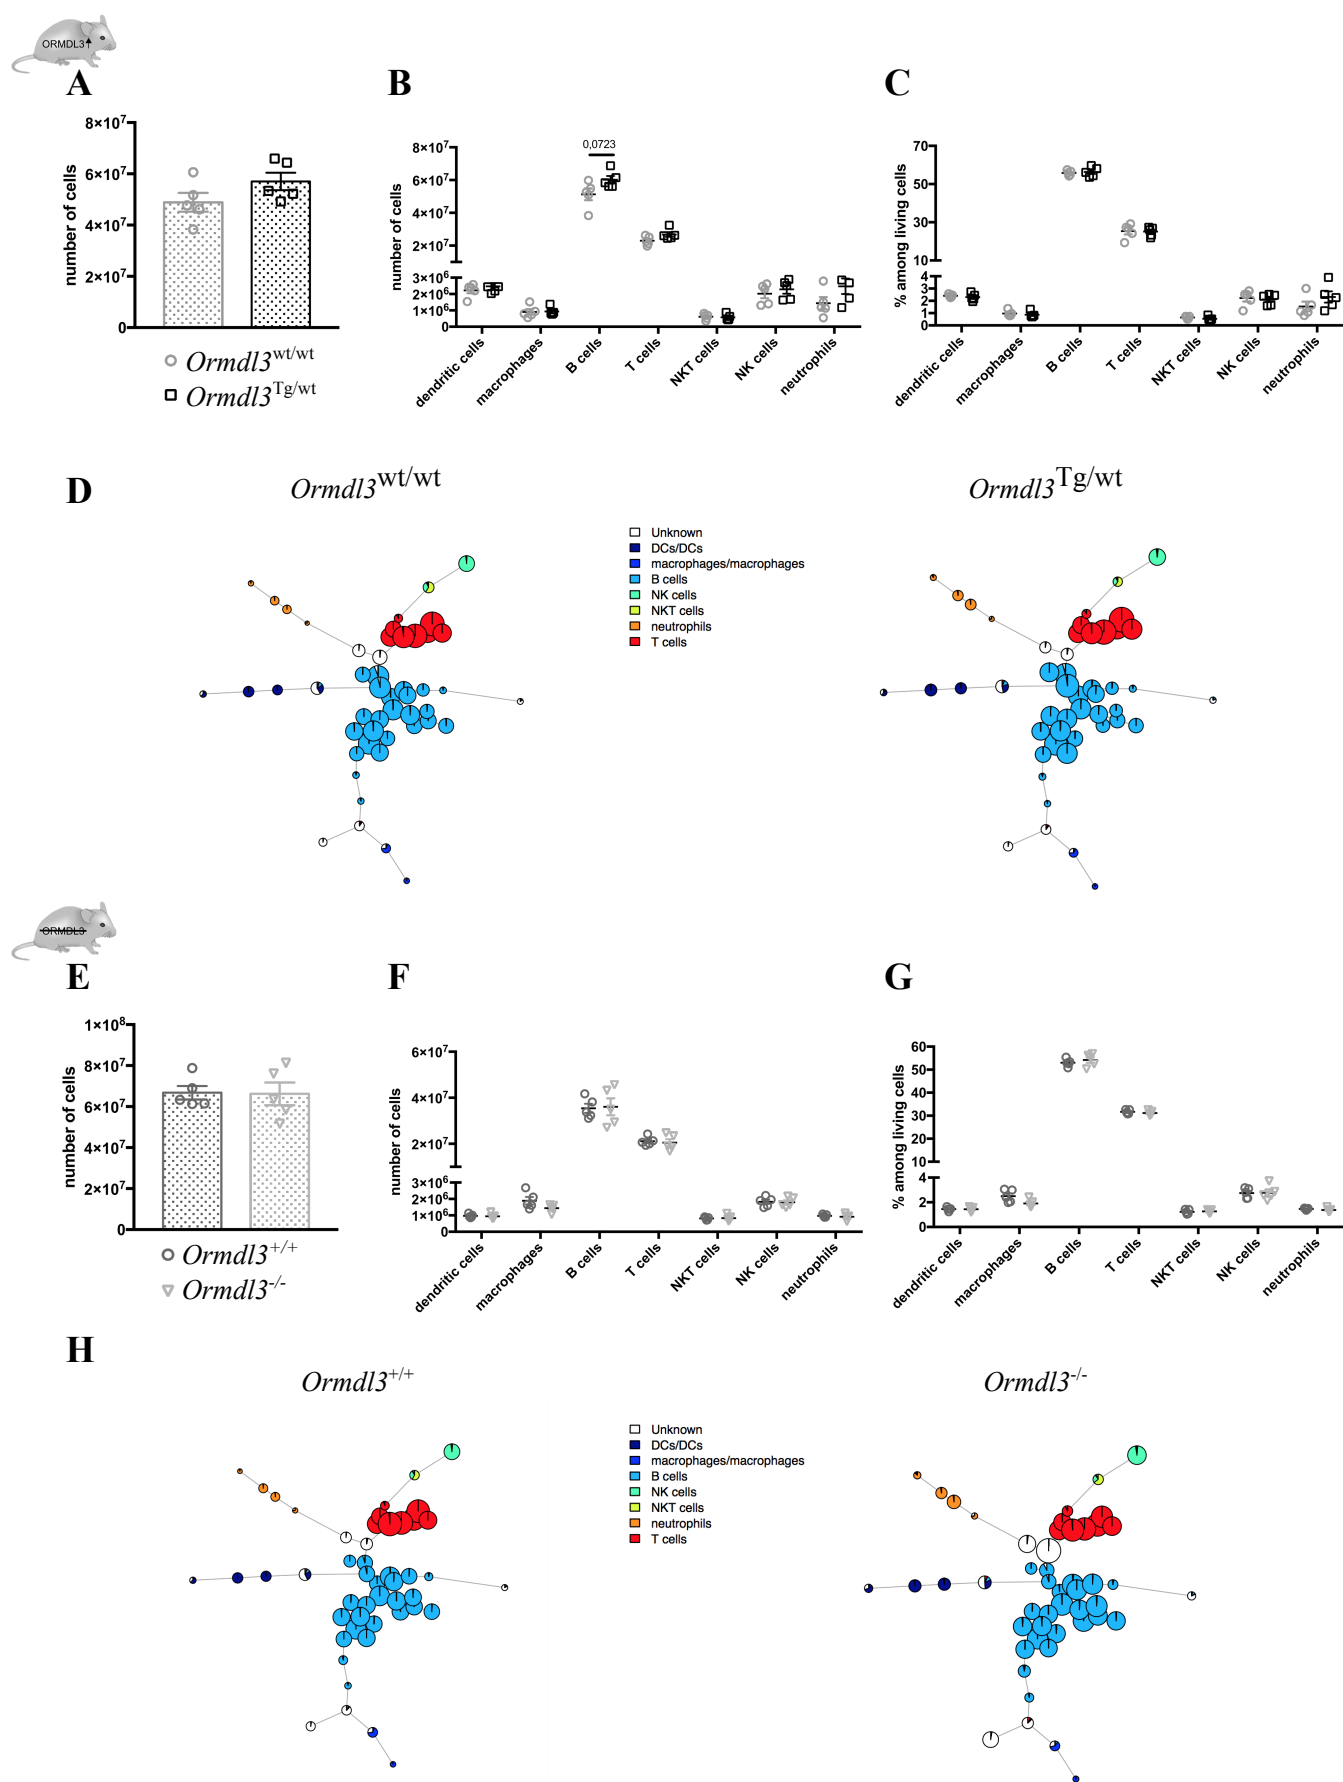 ORMDL3
A
B
C
number of cells
8×10⁷
6×10⁷
4×10⁷
2×10⁷
0
Ormdl3wt/wt
Ormdl3Tg/wt
number of cells
8×10⁷
6×10⁷
4×10⁷
2×10⁷
3×10⁶
2×10⁶
1×10⁶
0
0,0723
dendritic cells
macrophages
B cells
T cells
NKT cells
NK cells
neutrophils
% among living cells
70
50
30
10
4
3
2
1
0
dendritic cells
macrophages
B cells
T cells
NKT cells
NK cells
neutrophils
D
Ormdl3wt/wt
Ormdl3Tg/wt
Unknown
DCs/DCs
macrophages/macrophages
B cells
NK cells
NKT cells
neutrophils
T cells
ORMDL3
E
F
G
number of cells
1×10⁸
8×10⁷
6×10⁷
4×10⁷
2×10⁷
0
Ormdl3+/+
Ormdl3-/-
number of cells
6×10⁷
4×10⁷
2×10⁷
3×10⁶
2×10⁶
1×10⁶
0
dendritic cells
macrophages
B cells
T cells
NKT cells
NK cells
neutrophils
% among living cells
60
50
40
30
20
10
4
2
0
dendritic cells
macrophages
B cells
T cells
NKT cells
NK cells
neutrophils
H
Ormdl3+/+
Ormdl3-/-
Unknown
DCs/DCs
macrophages/macrophages
B cells
NK cells
NKT cells
neutrophils
T cells